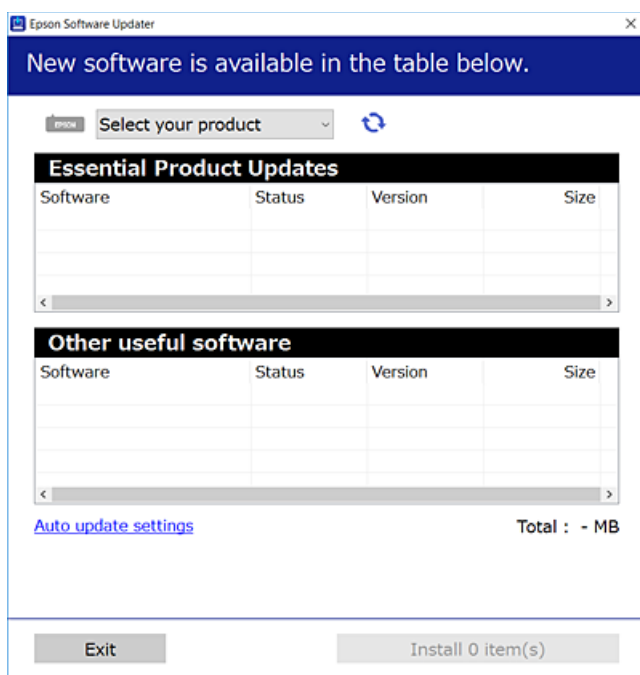 Epson Software Updater
New software is available in the table below.
EPSON Select your product
Essential Product Updates
Software Status Version Size
Other useful software
Software Status Version Size
Auto update settings Total : - MB
Exit Install 0 item(s)